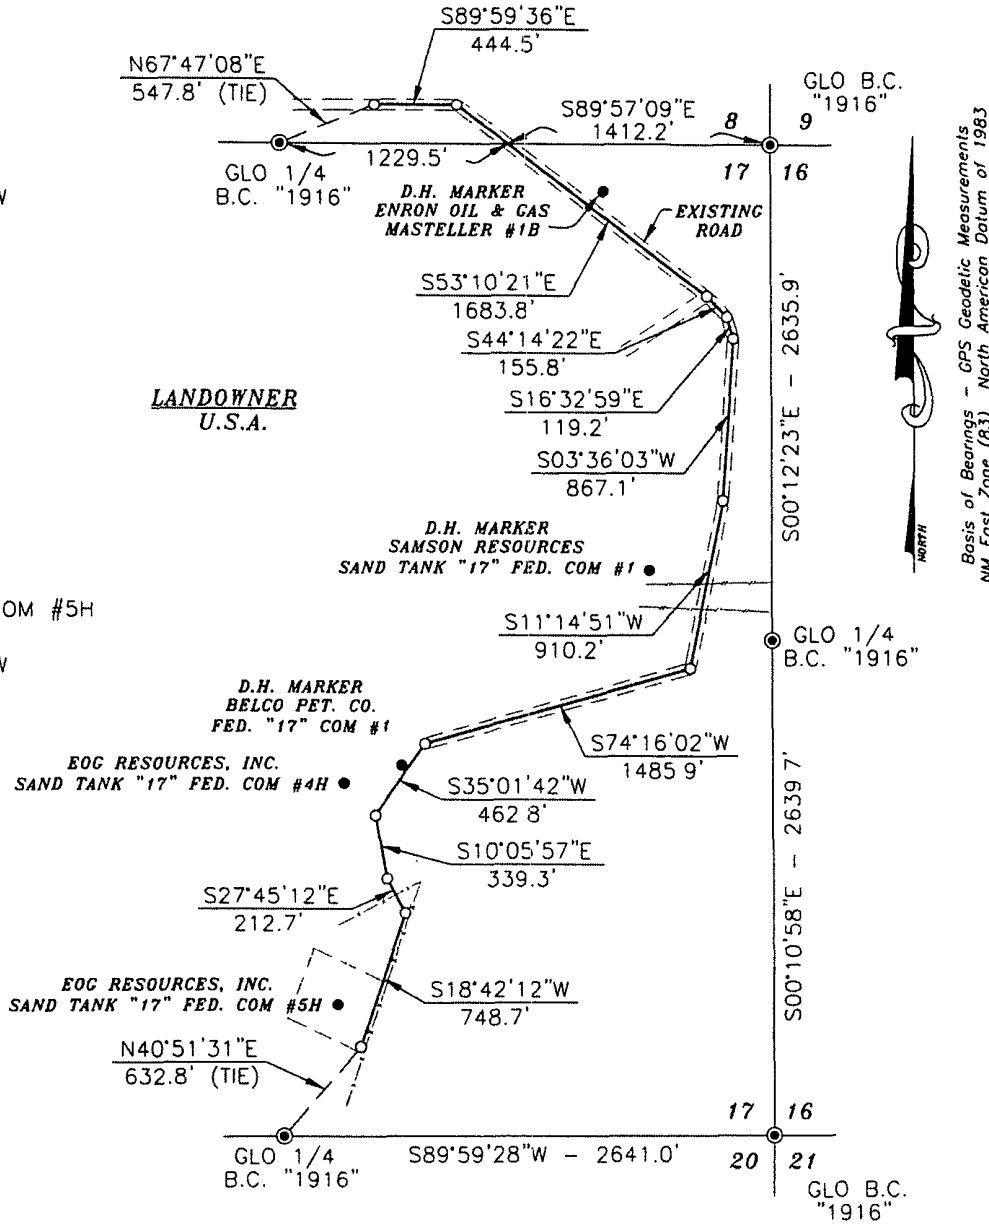 S89°59'36"E
444.5'
N67°47'08"E
547.8' (TIE)
GLO B.C.
"1916"
S89°57'09"E
1412.2'
8 9
1229.5'
17 16
GLO 1/4
B.C. "1916"
W
D.H. MARKER
ENRON OIL & GAS
MASTELLER #1B
EXISTING
ROAD
S53°10'21"E
1683.8'
S44°14'22"E
155.8'
S00°12'23"E - 2635.9'
Basis of Bearings - GPS Geodetic Measurements
NM East Zone (83) North American Datum of 1983
LANDOWNER
U.S.A.
S16°32'59"E
119.2'
S03°36'03"W
867.1'
NORTH
D.H. MARKER
SAMSON RESOURCES
SAND TANK "17" FED. COM #1
OM #5H
S11°14'51"W
910.2'
GLO 1/4
B.C. "1916"
W
D.H. MARKER
BELCO PET. CO.
FED. "17" COM #1
S74°16'02"W
1485 9'
EOG RESOURCES, INC.
SAND TANK "17" FED. COM #4H
S35°01'42"W
462 8'
S00°10'58"E - 2639 7'
S10°05'57"E
339.3'
S27°45'12"E
212.7'
EOG RESOURCES, INC.
SAND TANK "17" FED. COM #5H
S18°42'12"W
748.7'
N40°51'31"E
632.8' (TIE)
17 16
GLO 1/4
B.C. "1916"
S89°59'28"W - 2641.0'
20 21
GLO B.C.
"1916"